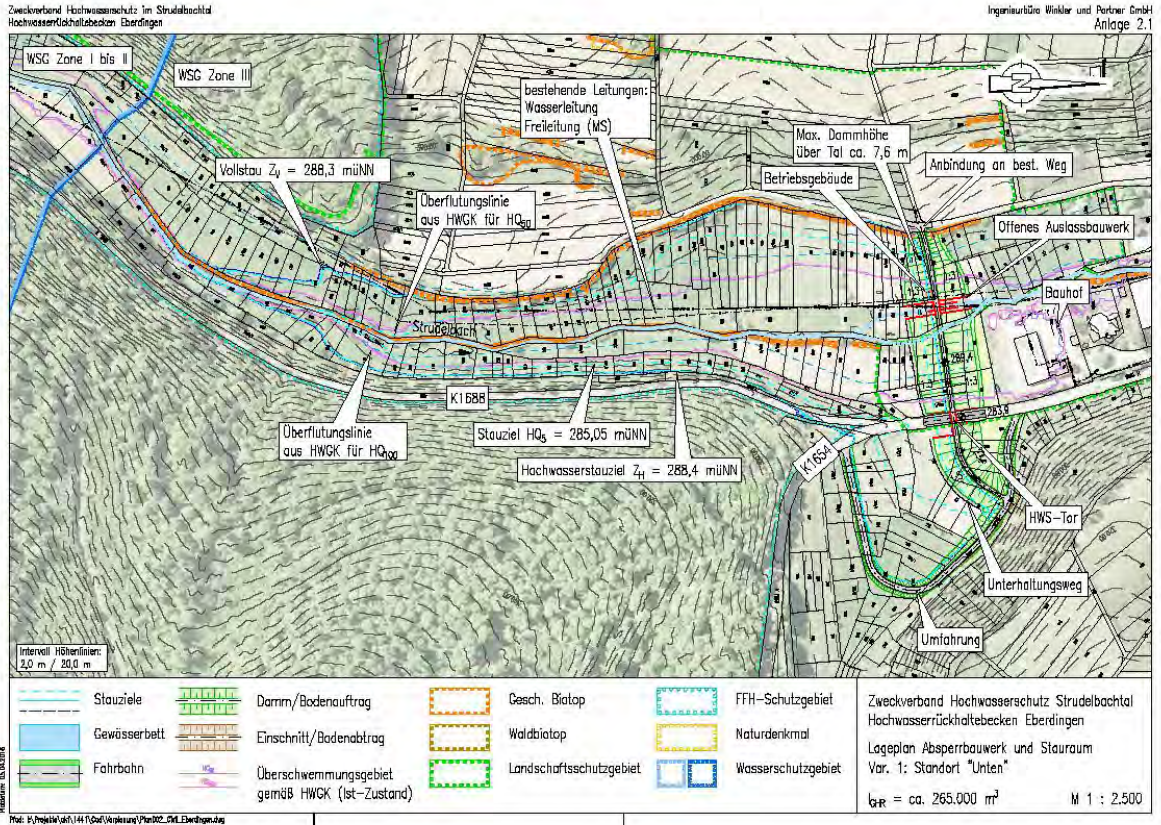 Zweckverband Hochwasserschutz im Strudelbachtal
Hochwasserrückhaltebecken Eberdingen
Ingenieurbüro Winkler und Partner GmbH
Anlage 2.1
WSG Zone I bis II
WSG Zone III
bestehende Leitungen:
Wasserleitung
Freileitung (MS)
Max. Dammhöhe
über Tal ca. 7,6 m
Anbindung an best. Weg
Betriebsgebäude
Vollstau ZV = 288,3 müNN
Überflutungslinie
aus HWGK für HQ50
Offenes Auslassbauwerk
Bauhof
Strudelbach
K1688
Überflutungslinie
aus HWGK für HQ100
Stauziel HQ5 = 285,05 müNN
Hochwasserstauziel ZH = 288,4 müNN
K1654
1:3
HWS-Tor
Unterhaltungsweg
Umfahrung
Intervall Höhenlinien:
2,0 m / 20,0 m
Stauziele
Gewässerbett
Fahrbahn
Damm/Bodenauftrag
Einschnitt/Bodenabtrag
Überschwemmungsgebiet
gemäß HWGK (Ist-Zustand)
Gesch. Biotop
Waldbiotop
Landschaftsschutzgebiet
FFH-Schutzgebiet
Naturdenkmal
Wasserschutzgebiet
Zweckverband Hochwasserschutz Strudelbachtal
Hochwasserrückhaltebecken Eberdingen
Lageplan Absperrbauwerk und Stauraum
Var. 1: Standort "Unten"
IGHR = ca. 265.000 m³
M 1 : 2.500